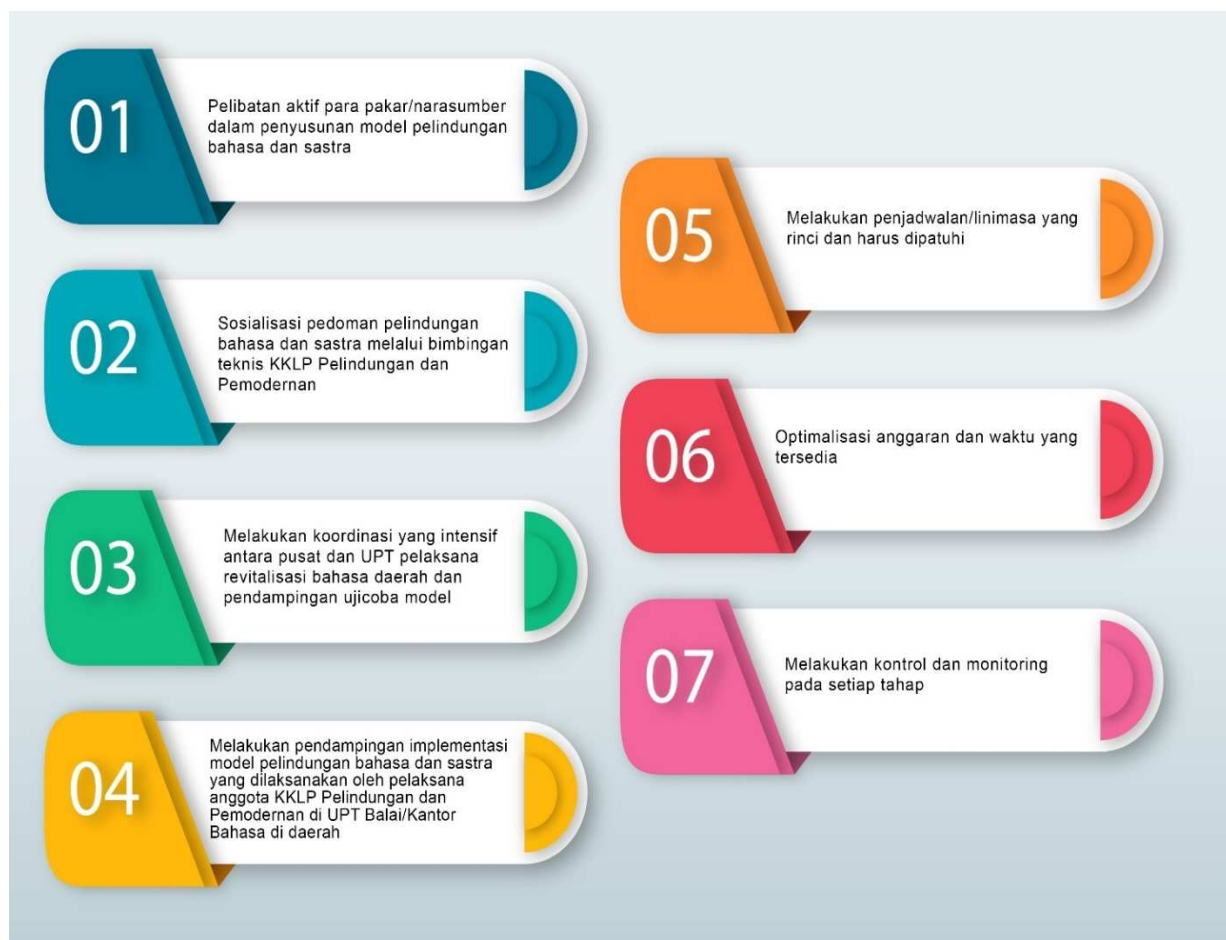 01
Pelibatan aktif para pakar/narasumber
dalam penyusunan model pelindungan
bahasa dan sastra
02
Sosialisasi pedoman pelindungan
bahasa dan sastra melalui bimbingan
teknis KKLP Pelindungan dan
Pemodernan
03
Melakukan koordinasi yang intensif
antara pusat dan UPT pelaksana
revitalisasi bahasa daerah dan
pendampingan ujicoba model
04
Melakukan pendampingan implementasi
model pelindungan bahasa dan sastra
yang dilaksanakan oleh pelaksana
anggota KKLP Pelindungan dan
Pemodernan di UPT Balai/Kantor
Bahasa di daerah
05
Melakukan penjadwalan/linimasa yang
rinci dan harus dipatuhi
06
Optimalisasi anggaran dan waktu yang
tersedia
07
Melakukan kontrol dan monitoring
pada setiap tahap